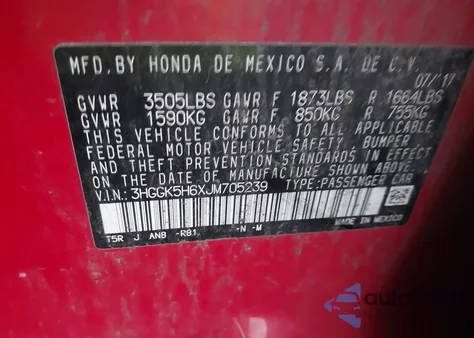 MFD.BY HONDA DE MEXICO S.A. DE C.V.
07/17
GVWR 3505LBS GAWR F 1873LBS R 1664LBS
GVWR 1590KG GAWR F 850KG R 755KG
THIS VEHICLE CONFORMS TO ALL APPLICABLE
FEDERAL MOTOR VEHICLE SAFETY, BUMPER
AND THEFT PREVENTION STANDARDS IN EFFECT
ON THE DATE OF MANUFACTURE SHOWN ABOVE.
V.I.N.: 3HGGK5H6XJM705239 TYPE:PASSENGER CAR
T5R J AN8 -R81 -N -M
MADE IN MEXICO